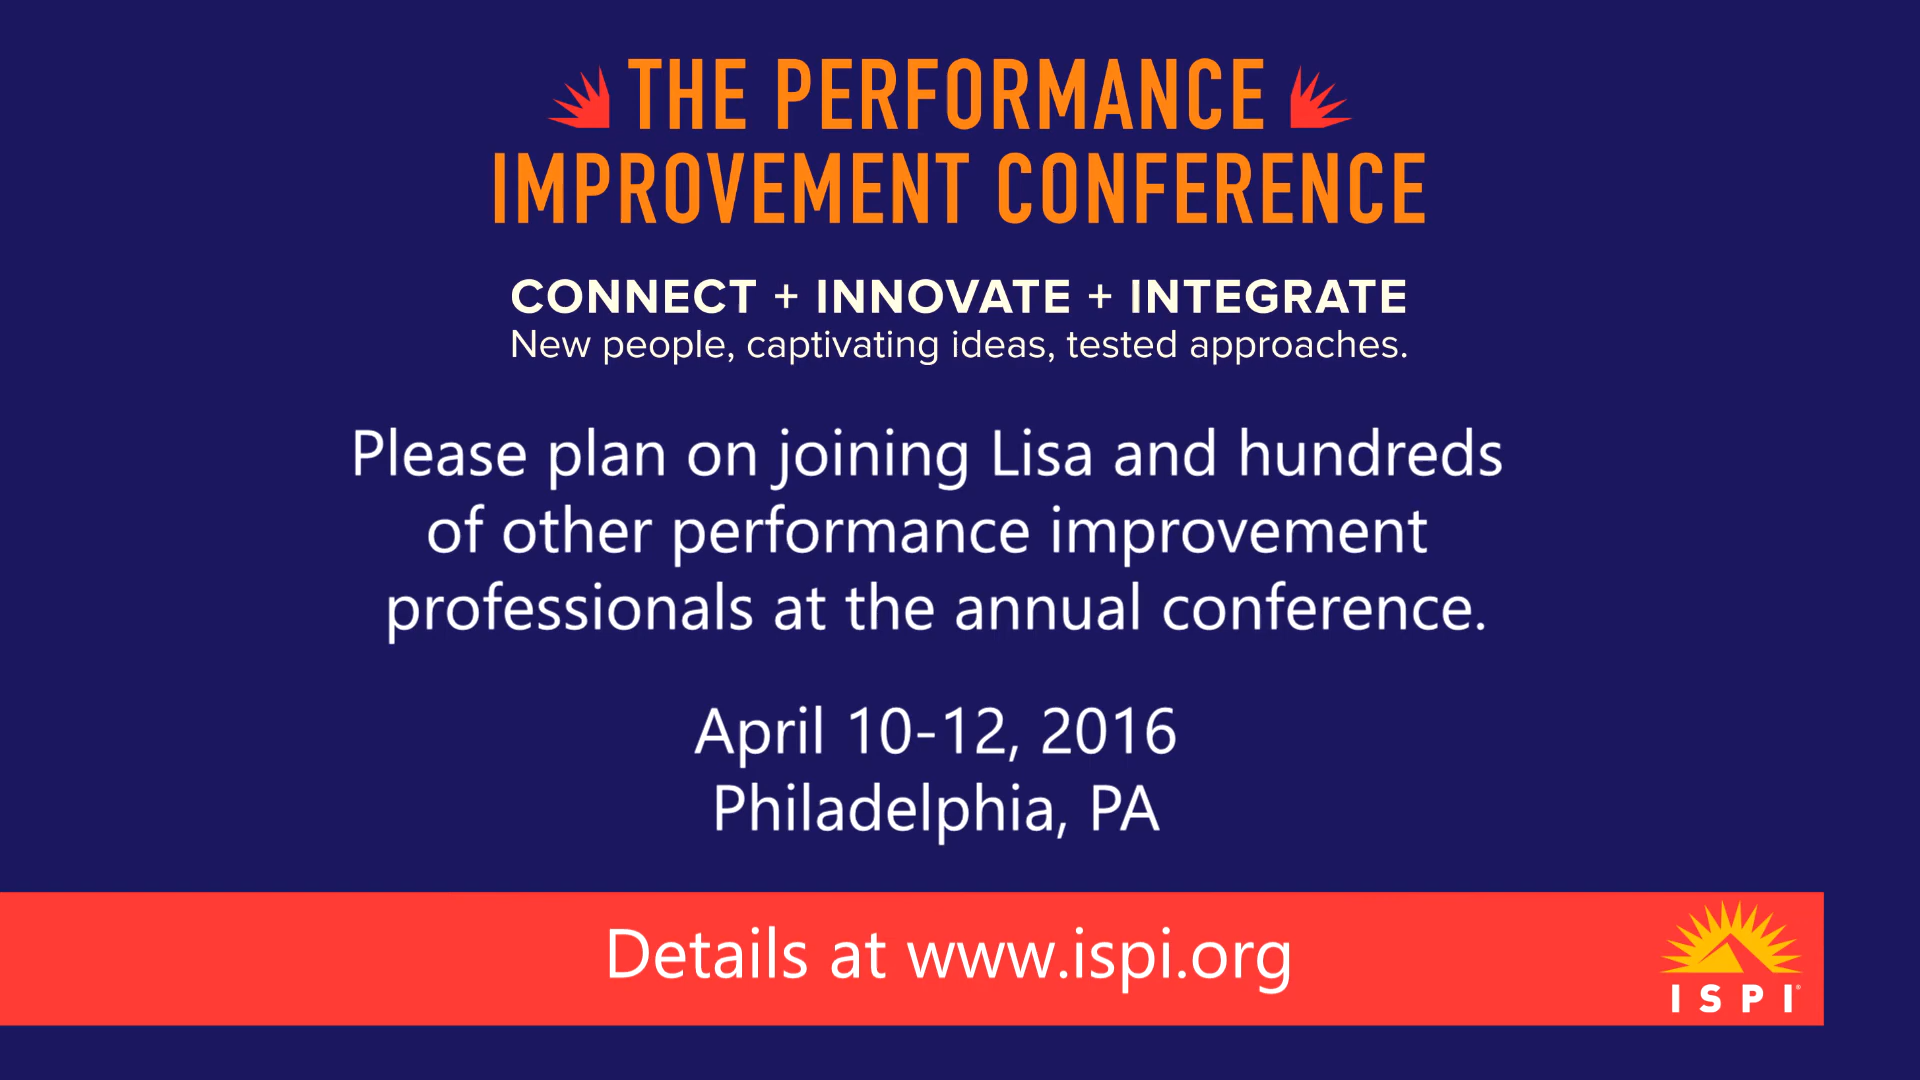 THE PERFORMANCE
IMPROVEMENT CONFERENCE
CONNECT + INNOVATE + INTEGRATE
New people, captivating ideas, tested approaches.
Please plan on joining Lisa and hundreds
of other performance improvement
professionals at the annual conference.
April 10-12, 2016
Philadelphia, PA
Details at www.ispi.org
ISPI®